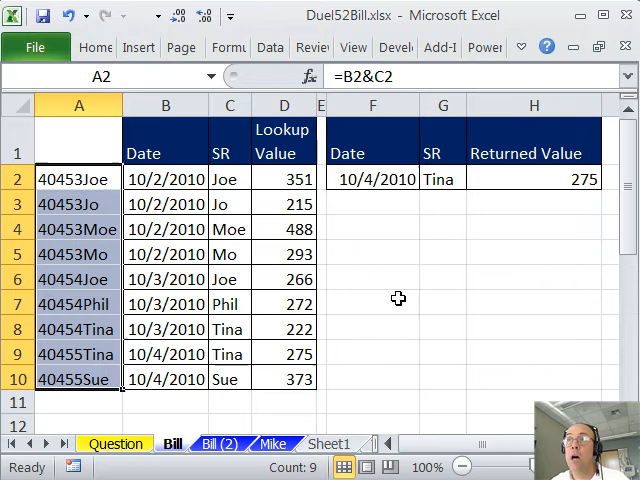 Duel52Bill.xlsx - Microsoft Excel
File Home Insert Page Formu Data Reviev View Devel Add-I Power
A2 fx =B2&C2
A B C D E F G H
1 Date SR Lookup Value Date SR Returned Value
2 40453Joe 10/2/2010 Joe 351 10/4/2010 Tina 275
3 40453Jo 10/2/2010 Jo 215
4 40453Moe 10/2/2010 Moe 488
5 40453Mo 10/2/2010 Mo 293
6 40454Joe 10/3/2010 Joe 266
7 40454Phil 10/3/2010 Phil 272
8 40454Tina 10/3/2010 Tina 222
9 40455Tina 10/4/2010 Tina 275
10 40455Sue 10/4/2010 Sue 373
11
12
Question Bill Bill (2) Mike Sheet1
Ready Count: 9 100%